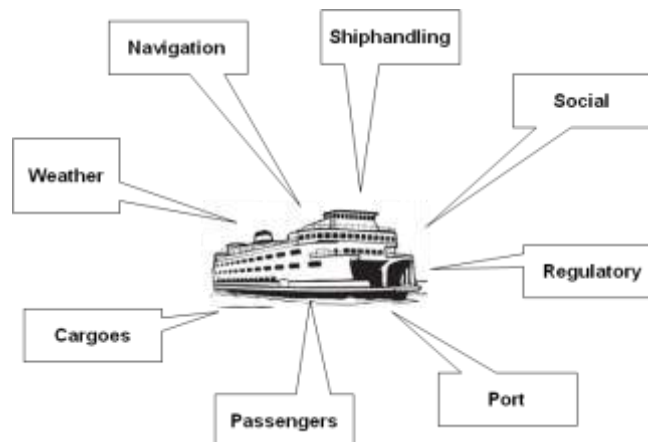 Shiphandling
Navigation
Social
Weather
Regulatory
Cargoes
Port
Passengers